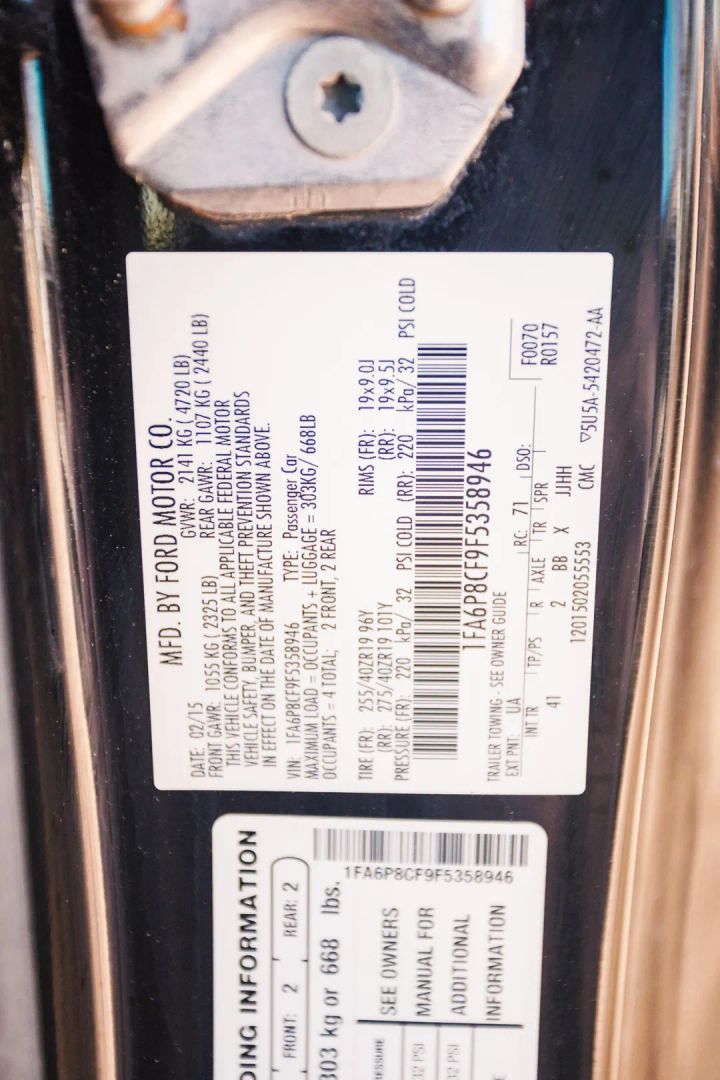 MFD. BY FORD MOTOR CO.
DATE: 02/15 GVWR: 2141 KG ( 4720 LB)
FRONT GAWR: 1055 KG ( 2325 LB) REAR GAWR: 1107 KG ( 2440 LB)
THIS VEHICLE CONFORMS TO ALL APPLICABLE FEDERAL MOTOR
VEHICLE SAFETY, BUMPER, AND THEFT PREVENTION STANDARDS
IN EFFECT ON THE DATE OF MANUFACTURE SHOWN ABOVE.
VIN: 1FA6P8CF9F5358946 TYPE: Passenger Car
MAXIMUM LOAD = OCCUPANTS + LUGGAGE = 303KG/ 668LB
OCCUPANTS = 4 TOTAL; 2 FRONT, 2 REAR
TIRE (FR): 255/40ZR19 96Y RIMS (FR): 19x9.0J
(RR): 275/40ZR19 101Y (RR): 19x9.5J
PRESSURE (FR): 220 kPa/ 32 PSI COLD (RR): 220 kPa/ 32 PSI COLD
1FA6P8CF9F5358946
TRAILER TOWING - SEE OWNER GUIDE
EXT PNT: UA RC: 71 DSO: F0070
INT TR TP/PS R AXLE TR SPR R0157
41 2 BB X JJHH
1201502055553 CMC ▽5U5A-5420472-AA
DING INFORMATION
FRONT: 2 REAR: 2
303 kg or 668 lbs.
1FA6P8CF9F5358946
SEE OWNERS
MANUAL FOR
ADDITIONAL
INFORMATION
32 PSI
32 PSI